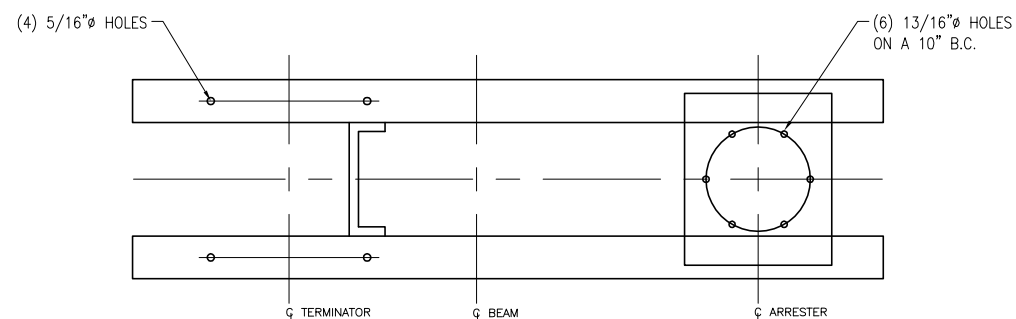 (4) 5/16"ø HOLES
(6) 13/16"ø HOLES
ON A 10" B.C.
℄ TERMINATOR
℄ BEAM
℄ ARRESTER